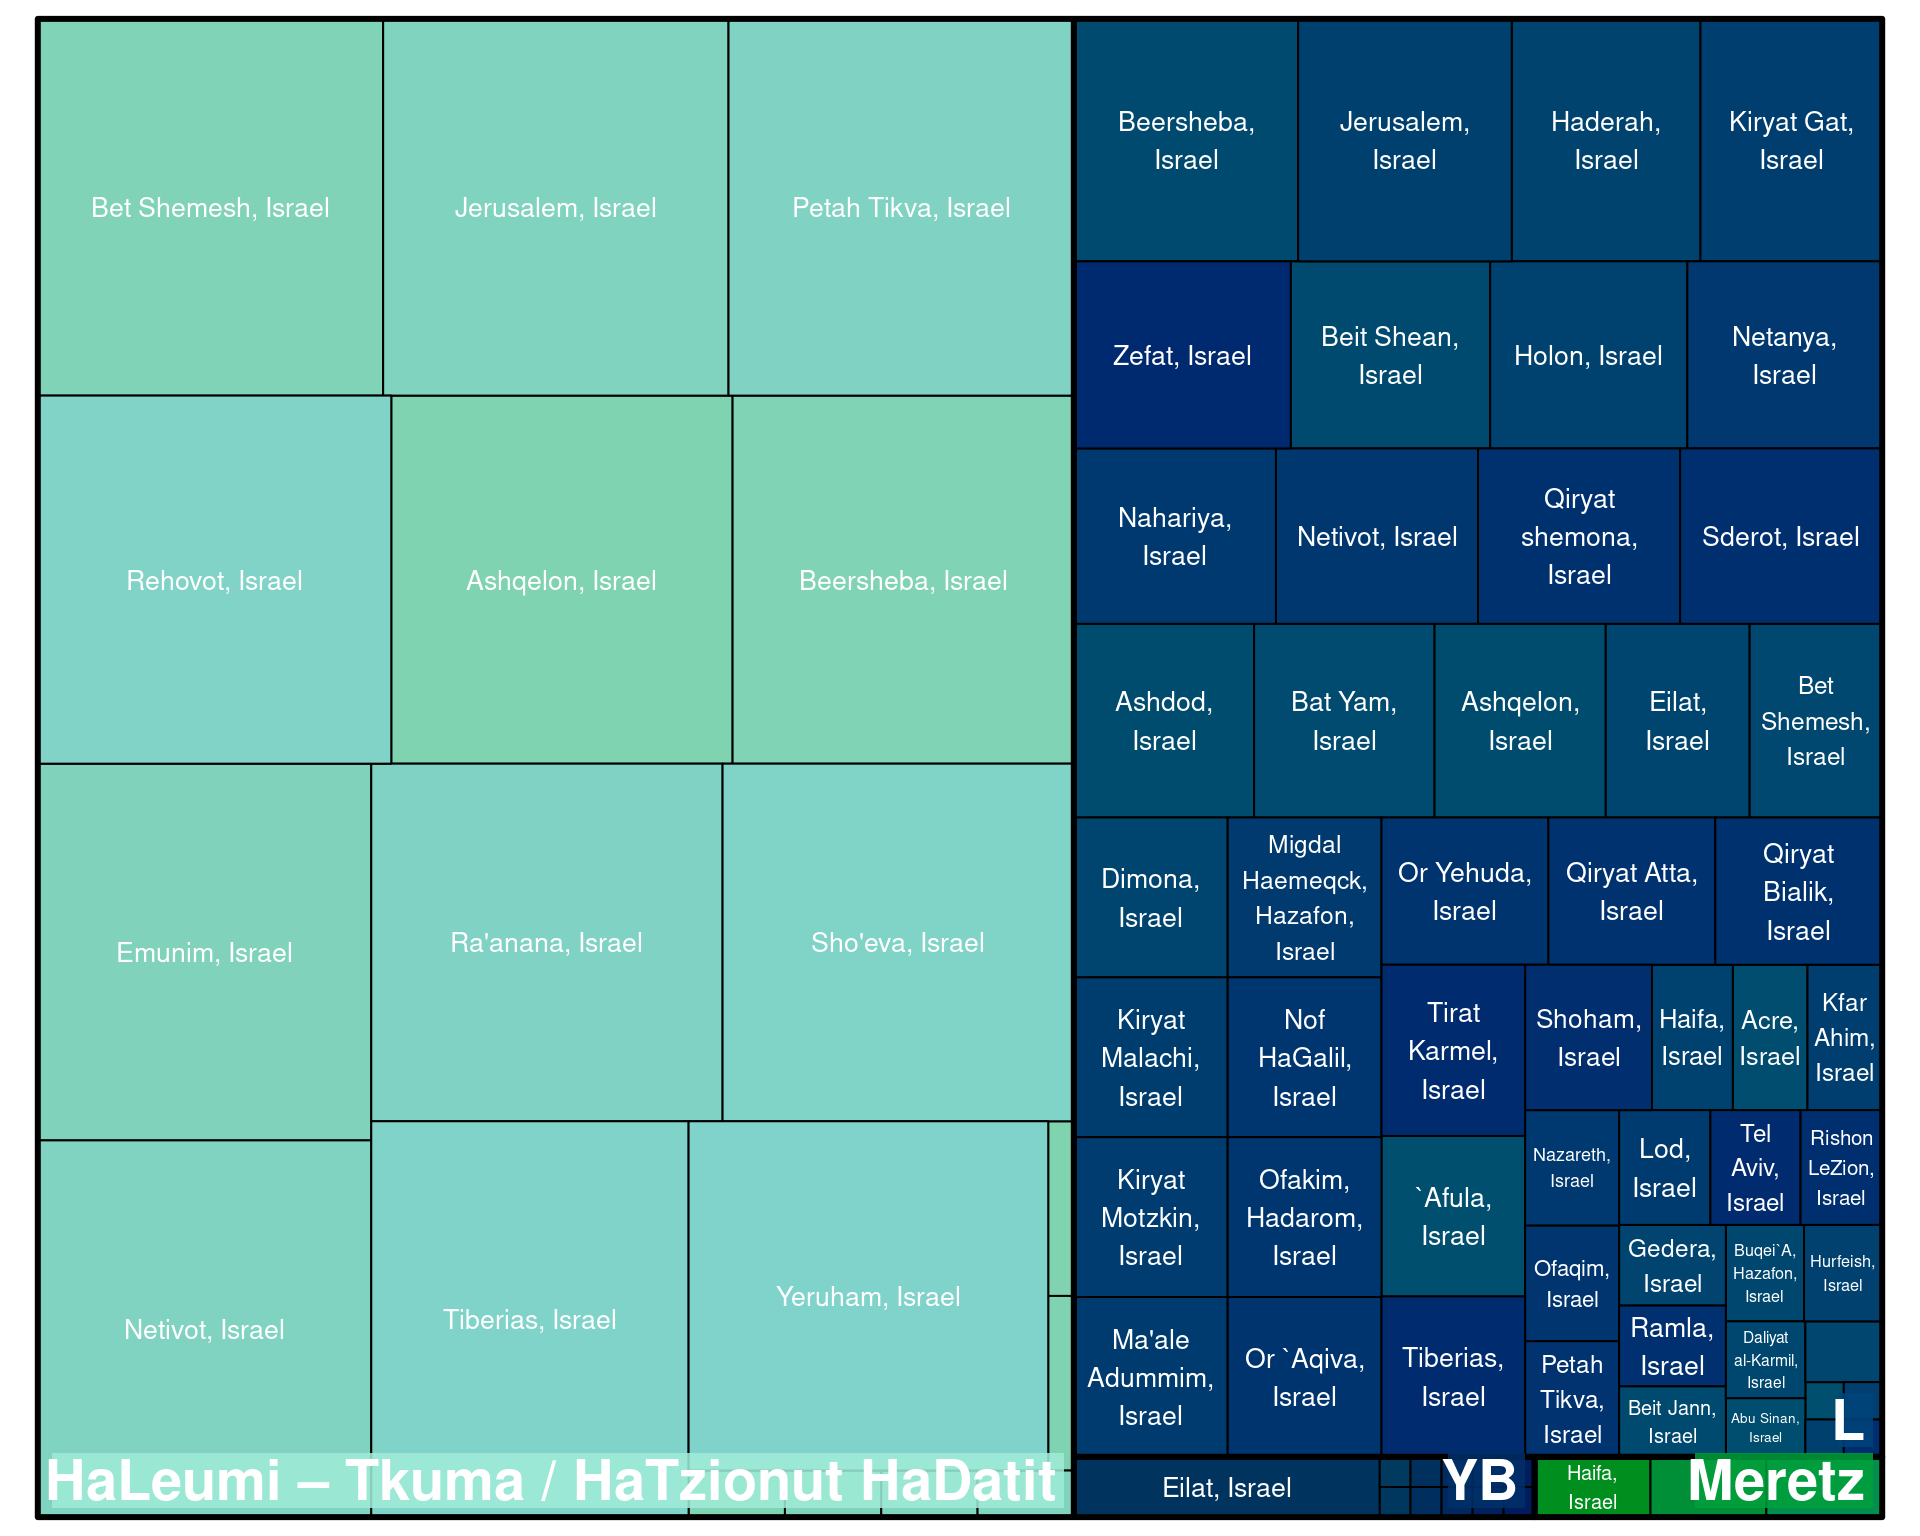 Bet Shemesh, Israel
Jerusalem, Israel
Petah Tikva, Israel
Rehovot, Israel
Ashqelon, Israel
Beersheba, Israel
Emunim, Israel
Ra'anana, Israel
Sho'eva, Israel
Netivot, Israel
Tiberias, Israel
Yeruham, Israel
HaLeumi – Tkuma / HaTzionut HaDatit
Beersheba,
Israel
Jerusalem,
Israel
Haderah,
Israel
Kiryat Gat,
Israel
Zefat, Israel
Beit Shean,
Israel
Holon, Israel
Netanya,
Israel
Nahariya,
Israel
Netivot, Israel
Qiryat
shemona,
Israel
Sderot, Israel
Ashdod,
Israel
Bat Yam,
Israel
Ashqelon,
Israel
Eilat,
Israel
Bet
Shemesh,
Israel
Dimona,
Israel
Migdal
Haemeqck,
Hazafon,
Israel
Or Yehuda,
Israel
Qiryat Atta,
Israel
Qiryat
Bialik,
Israel
Kiryat
Malachi,
Israel
Nof
HaGalil,
Israel
Tirat
Karmel,
Israel
Shoham,
Israel
Haifa,
Israel
Acre,
Israel
Kfar
Ahim,
Israel
Kiryat
Motzkin,
Israel
Ofakim,
Hadarom,
Israel
`Afula,
Israel
Nazareth,
Israel
Lod,
Israel
Tel
Aviv,
Israel
Rishon
LeZion,
Israel
Ofaqim,
Israel
Gedera,
Israel
Buqei`A,
Hazafon,
Israel
Hurfeish,
Israel
Ma'ale
Adummim,
Israel
Or `Aqiva,
Israel
Tiberias,
Israel
Petah
Tikva,
Israel
Ramla,
Israel
Daliyat
al-Karmil,
Israel
Beit Jann,
Israel
Abu Sinan,
Israel
L
Eilat, Israel
YB
Haifa,
Israel
Meretz